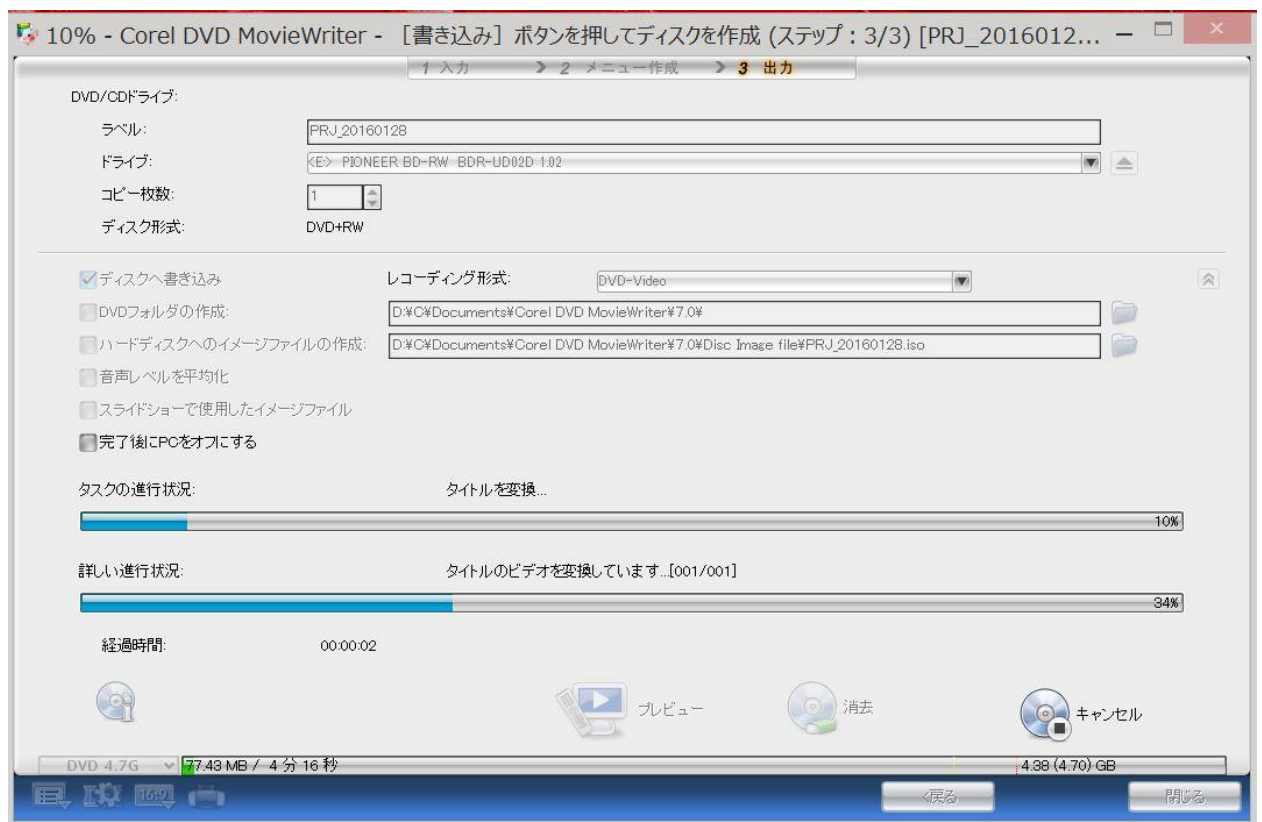 10% - Corel DVD MovieWriter - ［書き込み］ボタンを押してディスクを作成 (ステップ：3/3) [PRJ_2016012...
1 入力 > 2 メニュー作成 > 3 出力
DVD/CDドライブ:
ラベル: PRJ_20160128
ドライブ: <E> PIONEER BD-RW BDR-UD02D 1.02
コピー枚数: 1
ディスク形式: DVD+RW
ディスクへ書き込み レコーディング形式: DVD-Video
DVDフォルダの作成: D:¥C¥Documents¥Corel DVD MovieWriter¥7.0¥
ハードディスクへのイメージファイルの作成: D:¥C¥Documents¥Corel DVD MovieWriter¥7.0¥Disc Image file¥PRJ_20160128.iso
音声レベルを平均化
スライドショーで使用したイメージファイル
完了後にPCをオフにする
タスクの進行状況: タイトルを変換...
10%
詳しい進行状況: タイトルのビデオを変換しています...[001/001]
34%
経過時間: 00:00:02
プレビュー 消去 キャンセル
DVD 4.7G 77.43 MB / 4 分 16 秒 4.38 (4.70) GB
16:9 <戻る 閉じる